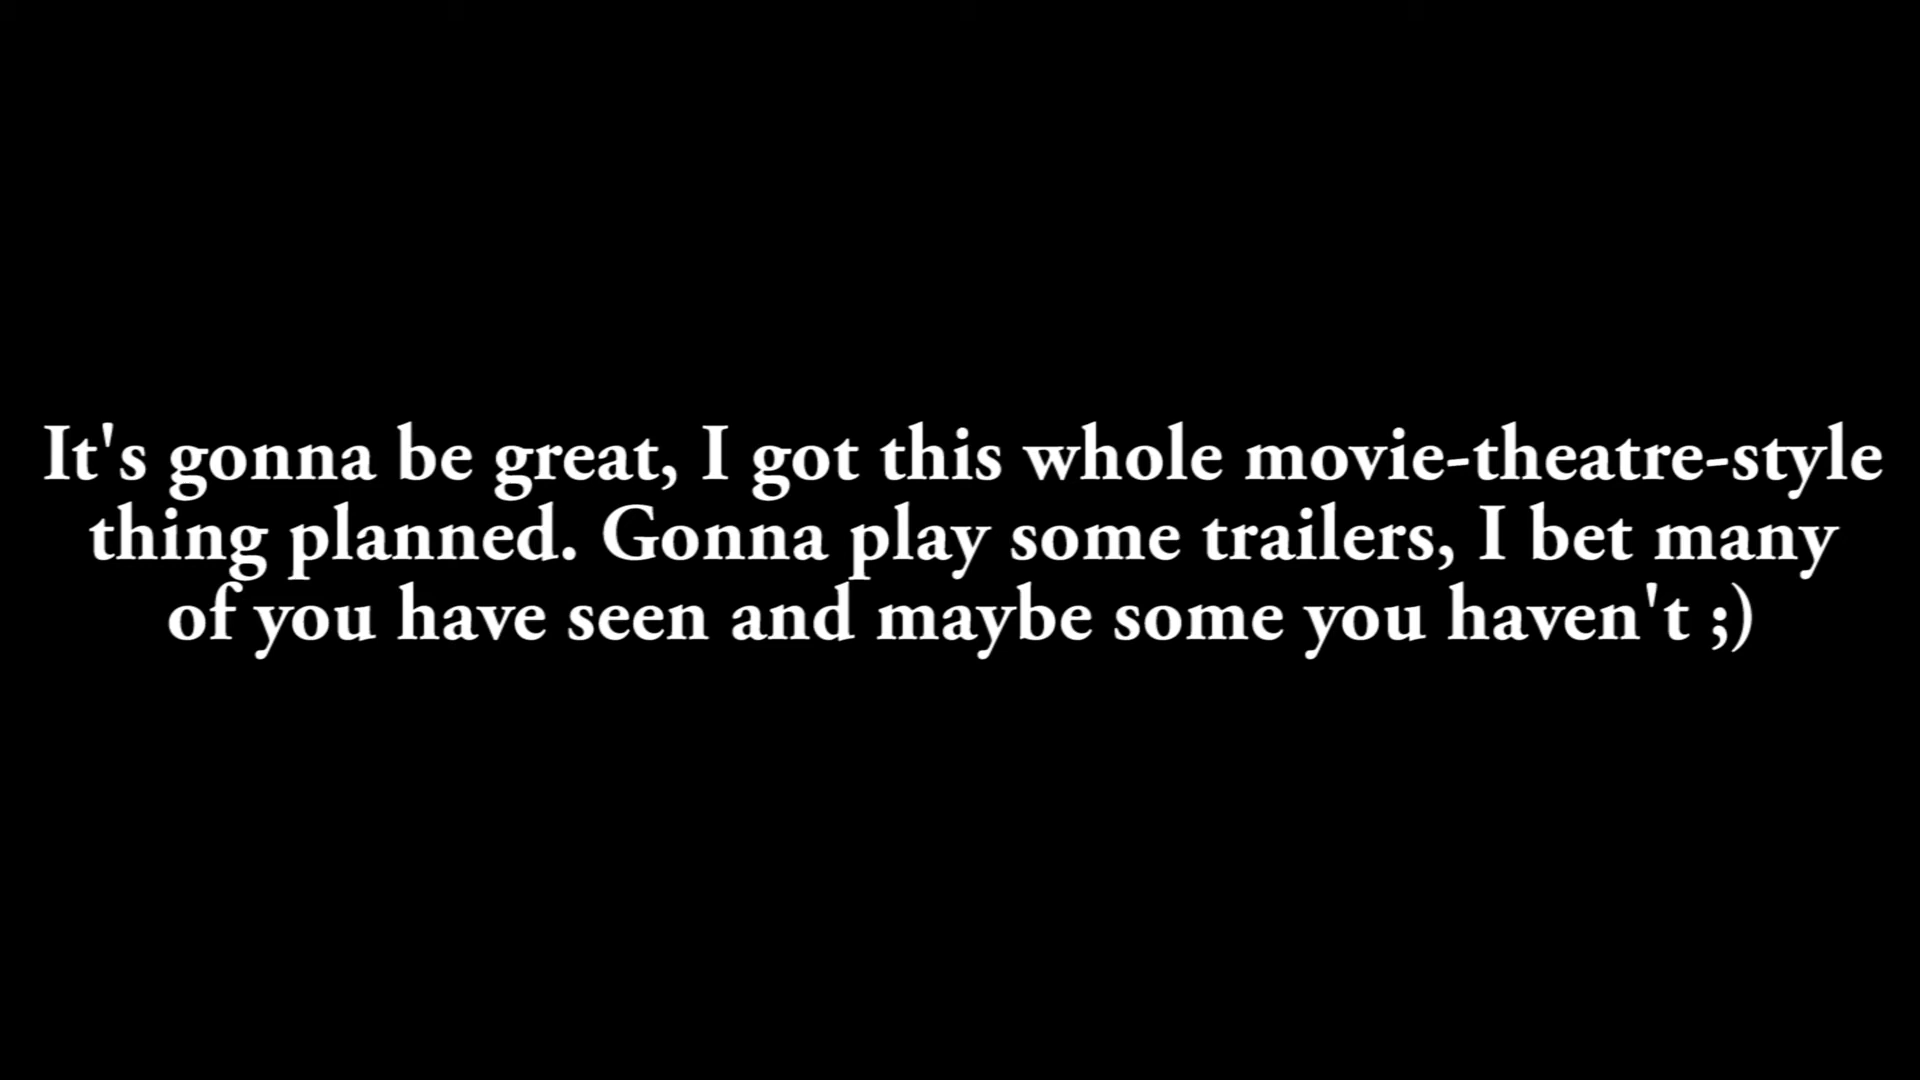 It's gonna be great, I got this whole movie-theatre-style
thing planned. Gonna play some trailers, I bet many
of you have seen and maybe some you haven't ;)